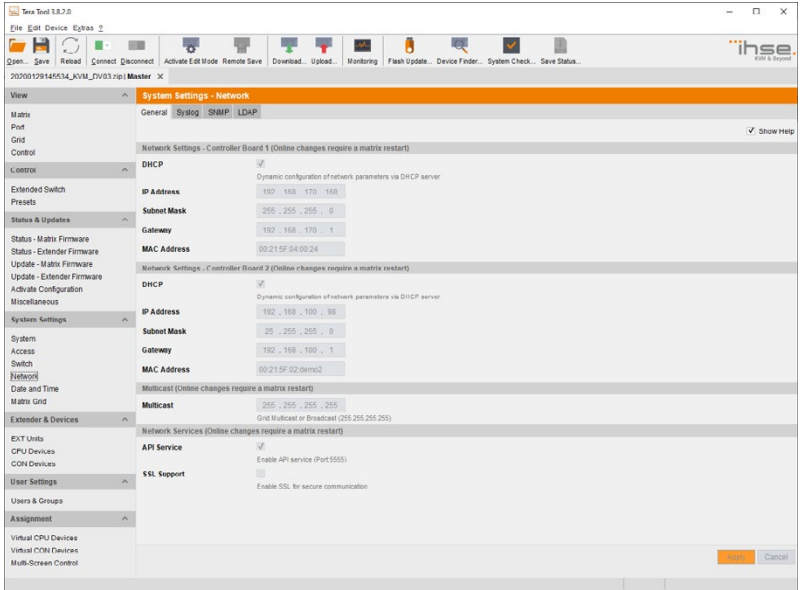 Tera Tool 3.8.2.0
File Edit Device Extras ?
Open... Save Reload Connect Disconnect Activate Edit Mode Remote Save Download... Upload... Monitoring Flash Update... Device Finder... System Check... Save Status...
ihse.
KVM & Beyond
20200129145534_KVM_DV03.zip | Master X
View
Matrix
Port
Grid
Control
Control
Extended Switch
Presets
Status & Updates
Status - Matrix Firmware
Status - Extender Firmware
Update - Matrix Firmware
Update - Extender Firmware
Activate Configuration
Miscellaneous
System Settings
System
Access
Switch
Network
Date and Time
Matrix Grid
Extender & Devices
EXT Units
CPU Devices
CON Devices
User Settings
Users & Groups
Assignment
Virtual CPU Devices
Virtual CON Devices
Multi-Screen Control
System Settings - Network
General Syslog SNMP LDAP
Show Help
Network Settings - Controller Board 1 (Online changes require a matrix restart)
DHCP
Dynamic configuration of network parameters via DHCP server
IP Address 192 . 168 . 170 . 168
Subnet Mask 255 . 255 . 255 . 0
Gateway 192 . 168 . 170 . 1
MAC Address 00:21:5F:04:00:24
Network Settings - Controller Board 2 (Online changes require a matrix restart)
DHCP
Dynamic configuration of network parameters via DHCP server
IP Address 192 . 168 . 100 . 98
Subnet Mask 25 . 255 . 255 . 0
Gateway 192 . 168 . 100 . 1
MAC Address 00:21:5F:02:demo2
Multicast (Online changes require a matrix restart)
Multicast 255 . 255 . 255 . 255
Grid Multicast or Broadcast (255.255.255.255)
Network Services (Online changes require a matrix restart)
API Service
Enable API service (Port:5555)
SSL Support
Enable SSL for secure communication
Apply Cancel